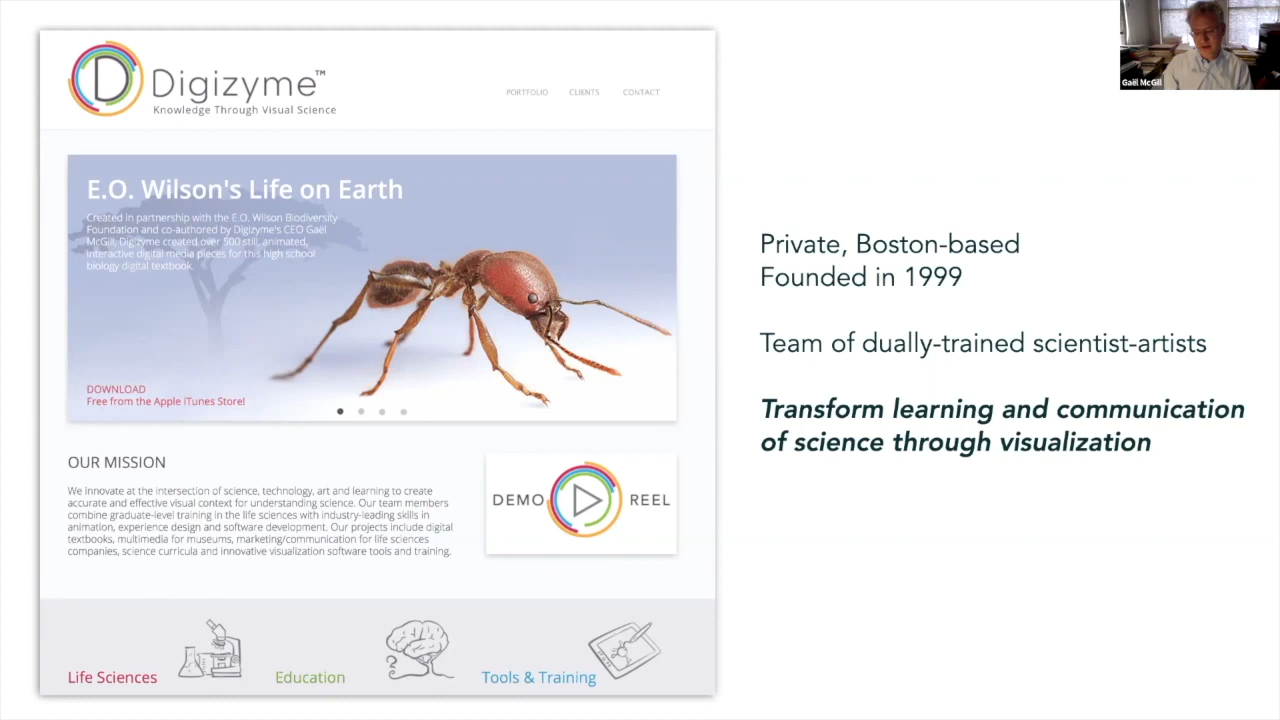 Digizyme™
Knowledge Through Visual Science
PORTFOLIO
CLIENTS
CONTACT
E.O. Wilson's Life on Earth
Created in partnership with the E.O. Wilson Biodiversity
Foundation and co-authored by Digizyme's CEO Gaël
McGill, Digizyme created over 500 still, animated,
interactive digital media pieces for this high school
biology digital textbook.
DOWNLOAD
Free from the Apple iTunes Store!
OUR MISSION
We innovate at the intersection of science, technology, art and learning to create
accurate and effective visual context for understanding science. Our team members
combine graduate-level training in the life sciences with industry-leading skills in
animation, experience design and software development. Our projects include digital
textbooks, multimedia for museums, marketing/communication for life sciences
companies, science curricula and innovative visualization software tools and training.
DEMO REEL
Life Sciences
Education
Tools & Training
Private, Boston-based
Founded in 1999
Team of dually-trained scientist-artists
Transform learning and communication
of science through visualization
Gaël McGill